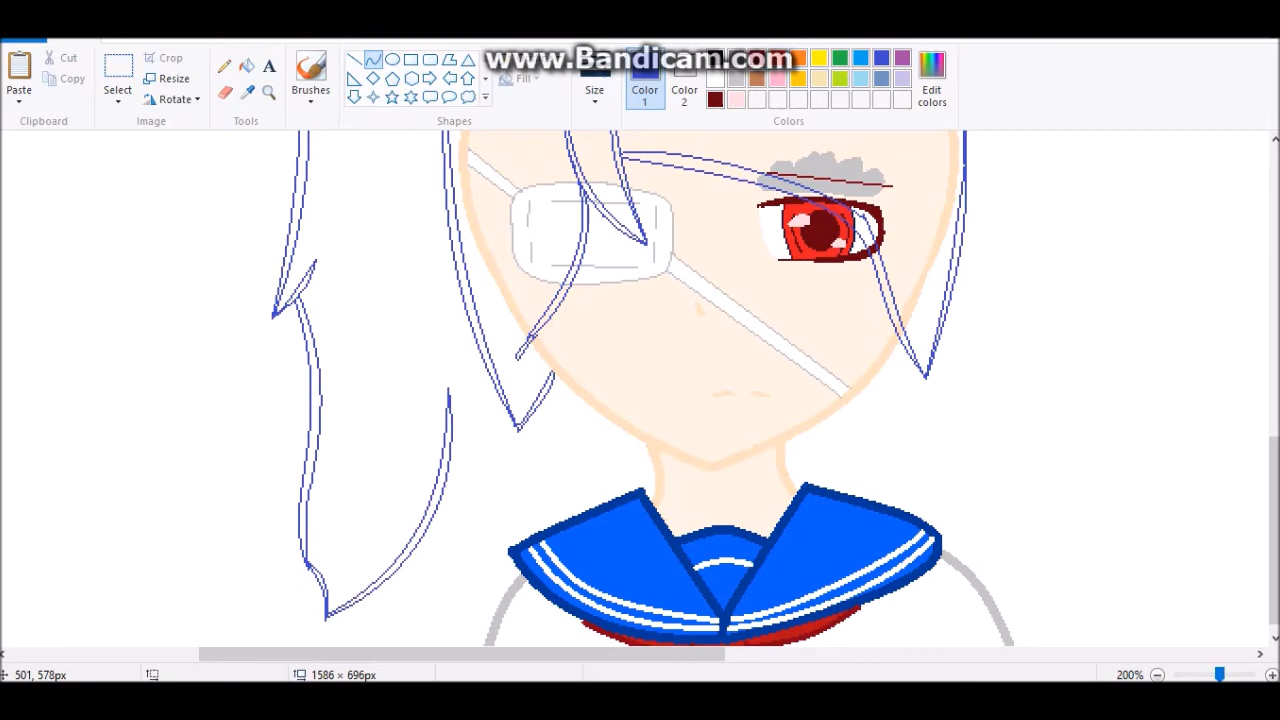 www.Bandicam.com
Paste
Cut
Copy
Clipboard
Select
Crop
Resize
Rotate
Image
A
Tools
Brushes
Fill
Shapes
Size
Color 1
Color 2
Edit colors
Colors
501, 578px
1586 × 696px
200%